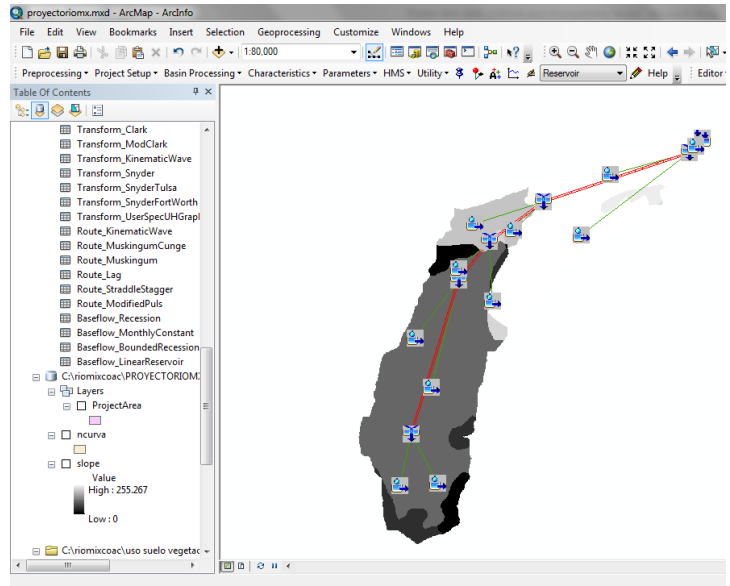 proyectoriomx.mxd - ArcMap - ArcInfo
File Edit View Bookmarks Insert Selection Geoprocessing Customize Windows Help
1:80,000
Preprocessing Project Setup Basin Processing Characteristics Parameters HMS Utility Reservoir Help Editor
Table Of Contents
Transform_Clark
Transform_ModClark
Transform_KinematicWave
Transform_Snyder
Transform_SnyderTulsa
Transform_SnyderFortWorth
Transform_UserSpecUHGrapl
Route_KinematicWave
Route_MuskingumCunge
Route_Muskingum
Route_Lag
Route_StraddleStagger
Route_ModifiedPuls
Baseflow_Recession
Baseflow_MonthlyConstant
Baseflow_BoundedRecession
Baseflow_LinearReservoir
C:\riomixcoac\PROYECTORIOM
Layers
ProjectArea
ncurva
slope
Value
High : 255.267
Low : 0
C:\riomixcoac\uso suelo vegetac